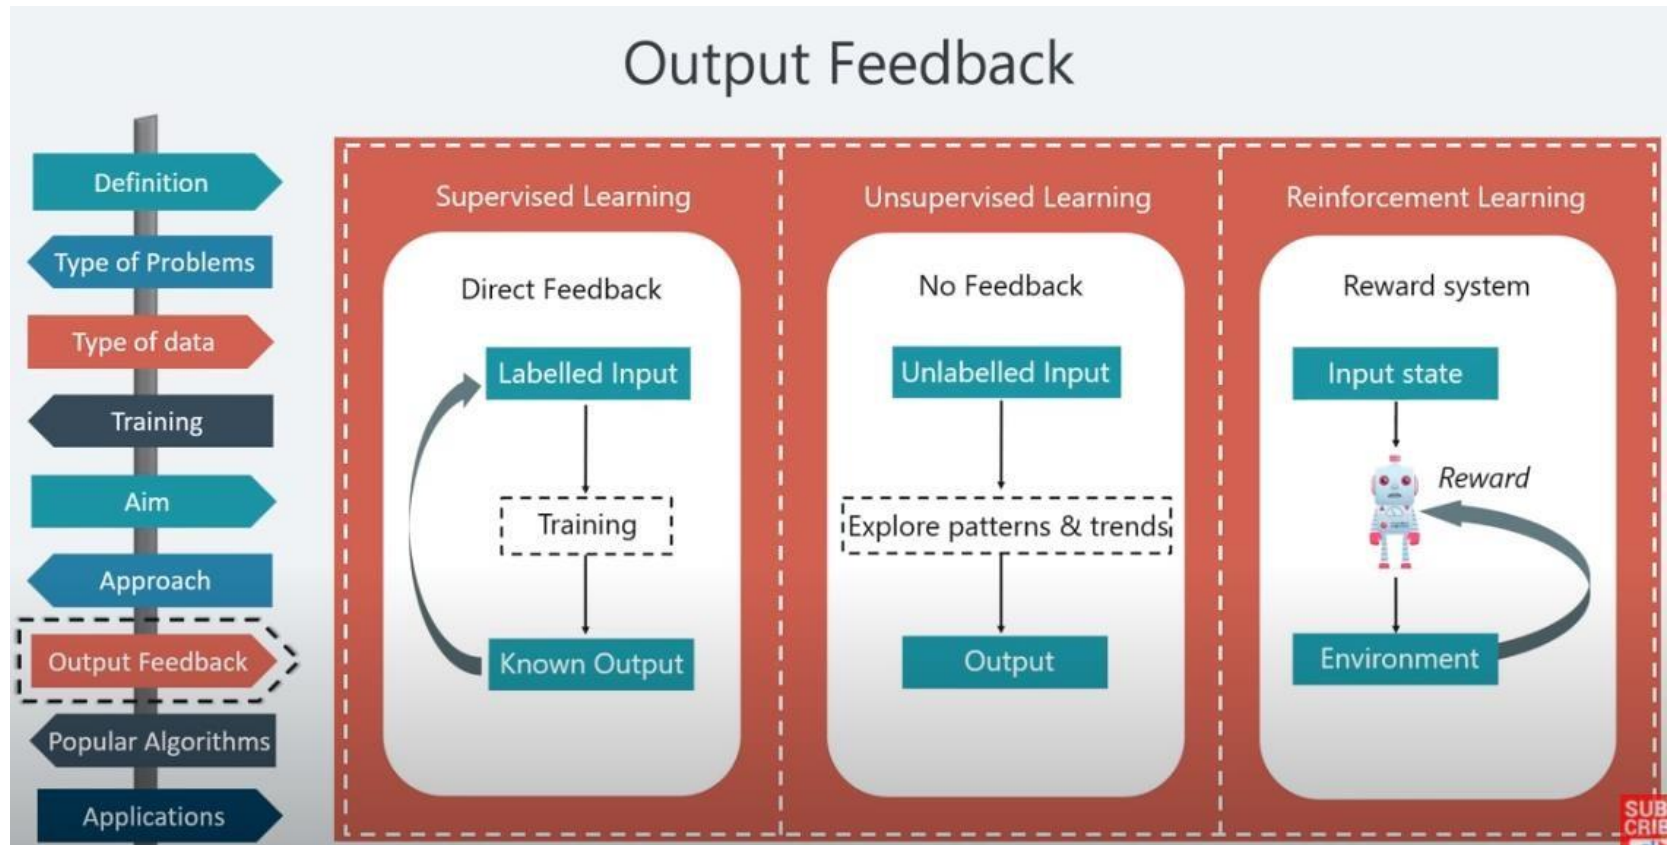 Output Feedback
Definition
Type of Problems
Type of data
Training
Aim
Approach
Output Feedback
Popular Algorithms
Applications
Supervised Learning
Direct Feedback
Labelled Input
Training
Known Output
Unsupervised Learning
No Feedback
Unlabelled Input
Explore patterns & trends
Output
Reinforcement Learning
Reward system
Input state
Reward
Environment
SUB
CRIB